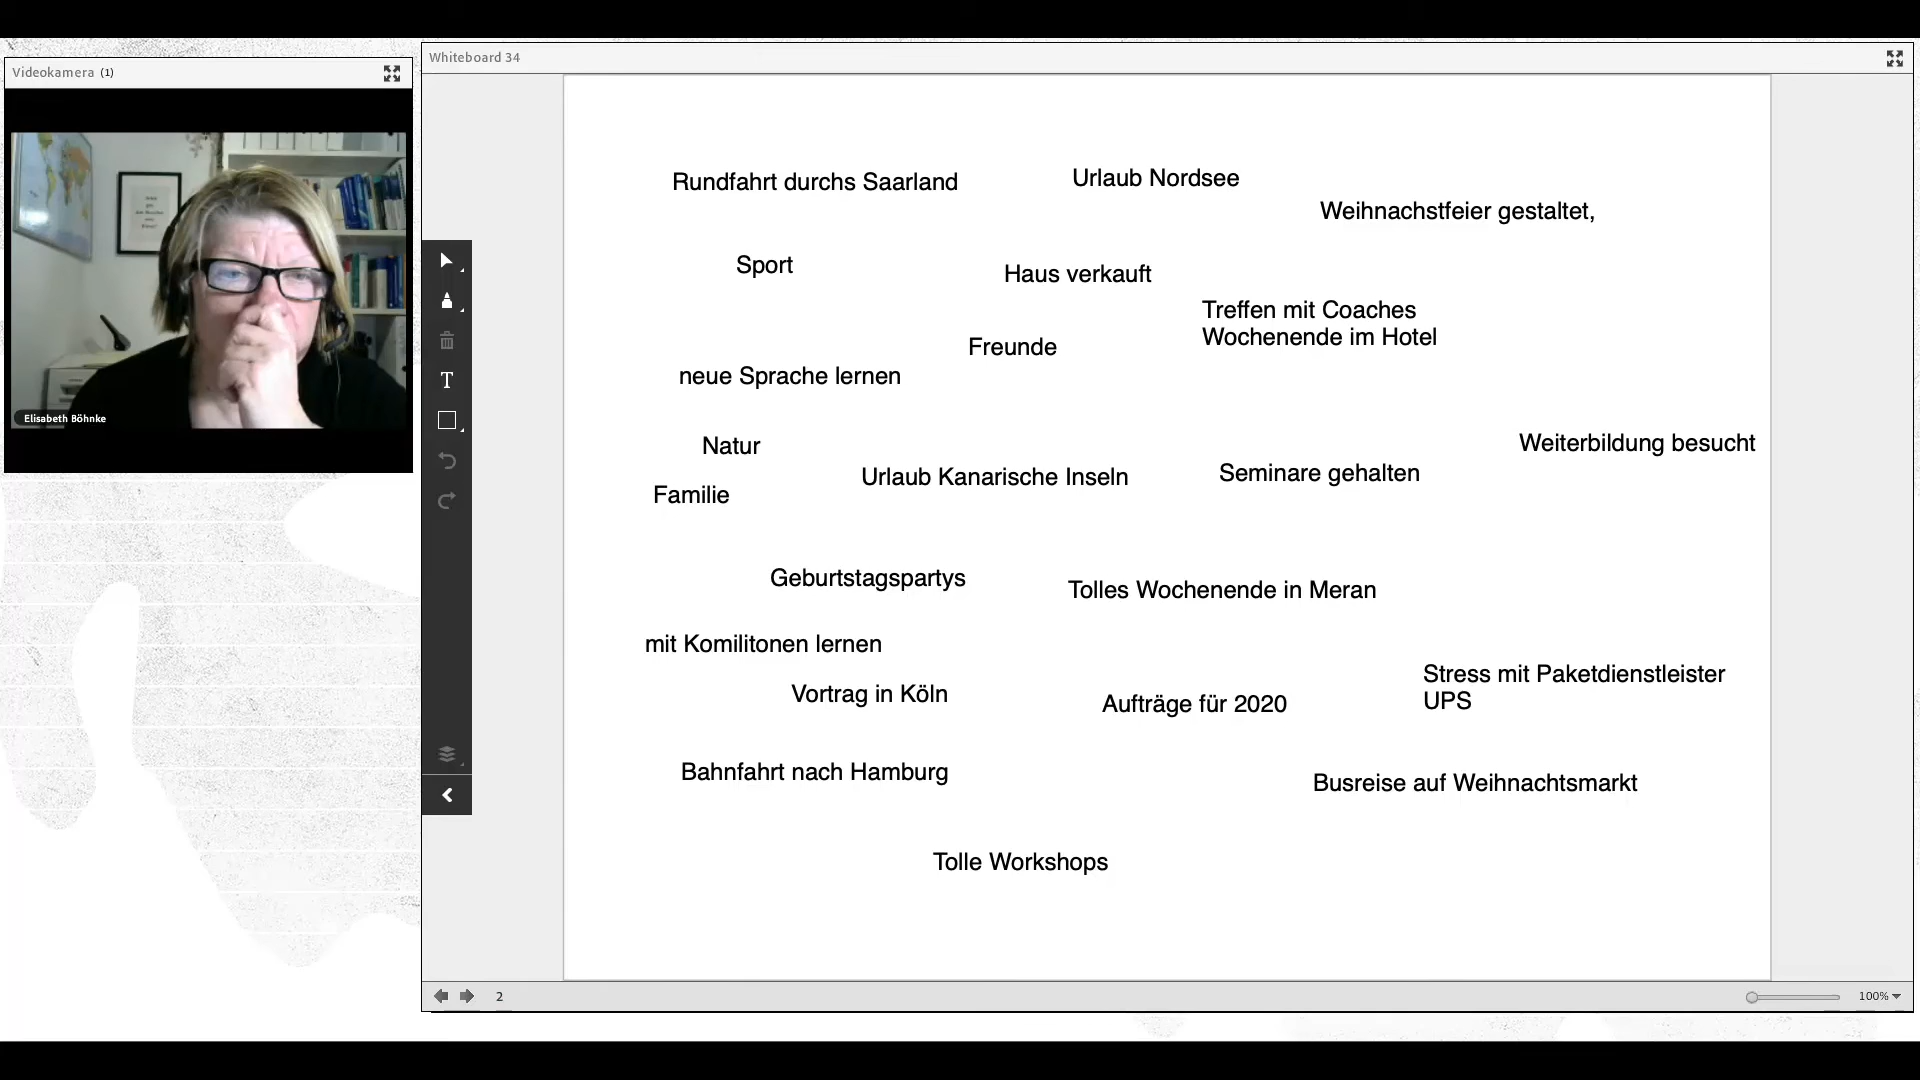 Videokamera (1)
Elisabeth Böhnke
Whiteboard 34
Rundfahrt durchs Saarland
Urlaub Nordsee
Weihnachstfeier gestaltet,
Sport
Haus verkauft
Treffen mit Coaches
Wochenende im Hotel
Freunde
neue Sprache lernen
Natur
Weiterbildung besucht
Urlaub Kanarische Inseln
Seminare gehalten
Familie
Geburtstagspartys
Tolles Wochenende in Meran
mit Komilitonen lernen
Stress mit Paketdienstleister
UPS
Vortrag in Köln
Aufträge für 2020
Bahnfahrt nach Hamburg
Busreise auf Weihnachtsmarkt
Tolle Workshops
2
100%